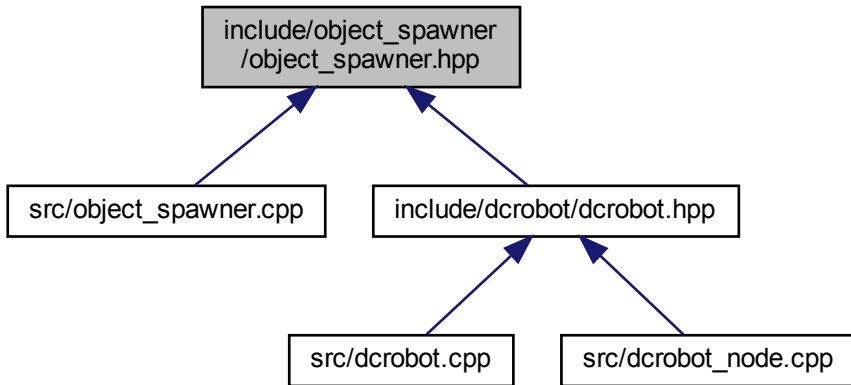 include/object_spawner
/object_spawner.hpp
src/object_spawner.cpp
include/dcrobot/dcrobot.hpp
src/dcrobot.cpp
src/dcrobot_node.cpp